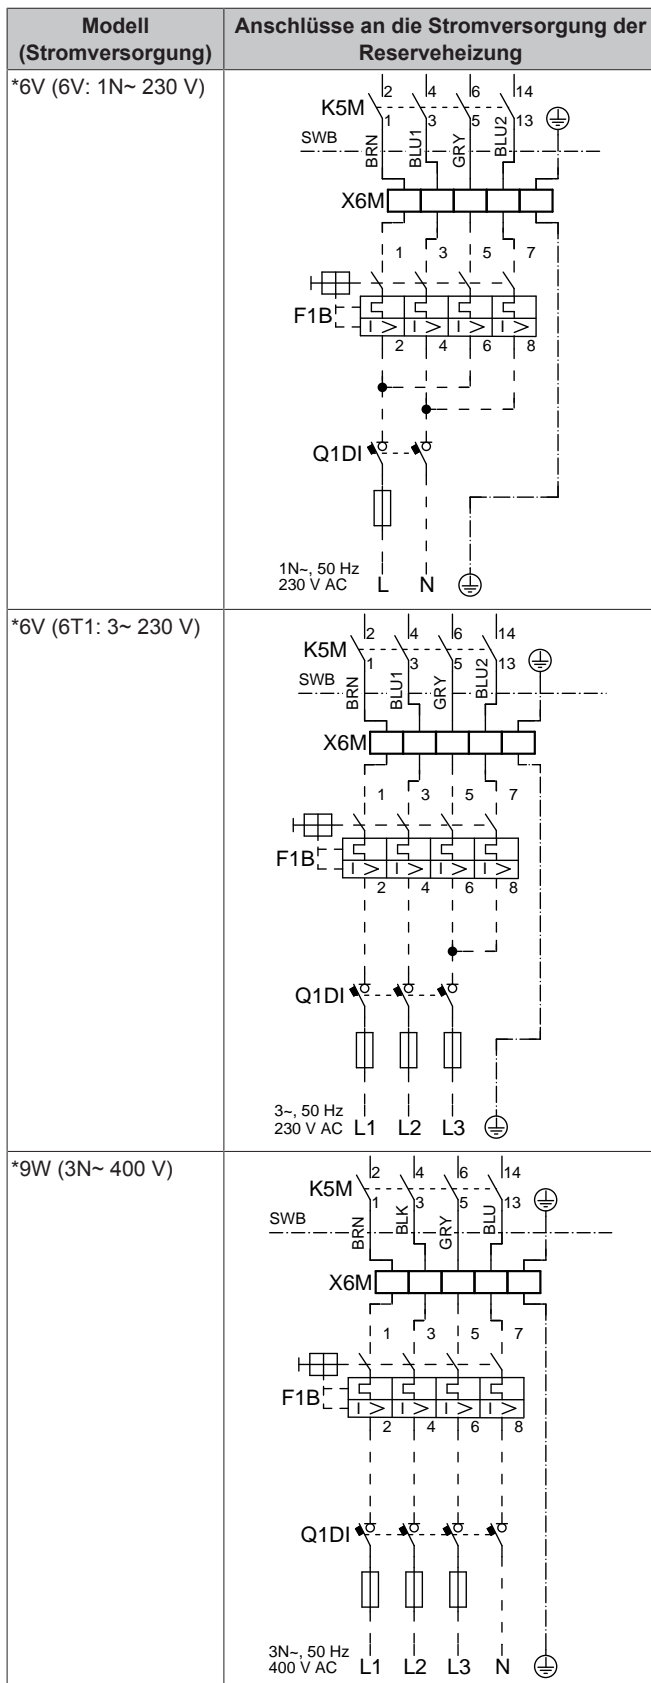 Modell
(Stromversorgung)
Anschlüsse an die Stromversorgung der
Reserveheizung
*6V (6V: 1N~ 230 V)
2 4 6 14
K5M
1 3 5 13
SWB
BRN BLU1 GRY BLU2
X6M
1 3 5 7
F1B
I > I > I > I >
2 4 6 8
Q1DI
1N~, 50 Hz
230 V AC
L N
*6V (6T1: 3~ 230 V)
2 4 6 14
K5M
1 3 5 13
SWB
BRN BLU1 GRY BLU2
X6M
1 3 5 7
F1B
I > I > I > I >
2 4 6 8
Q1DI
3~, 50 Hz
230 V AC
L1 L2 L3
*9W (3N~ 400 V)
2 4 6 14
K5M
1 3 5 13
SWB
BRN BLK GRY BLU
X6M
1 3 5 7
F1B
I > I > I > I >
2 4 6 8
Q1DI
3N~, 50 Hz
400 V AC
L1 L2 L3 N